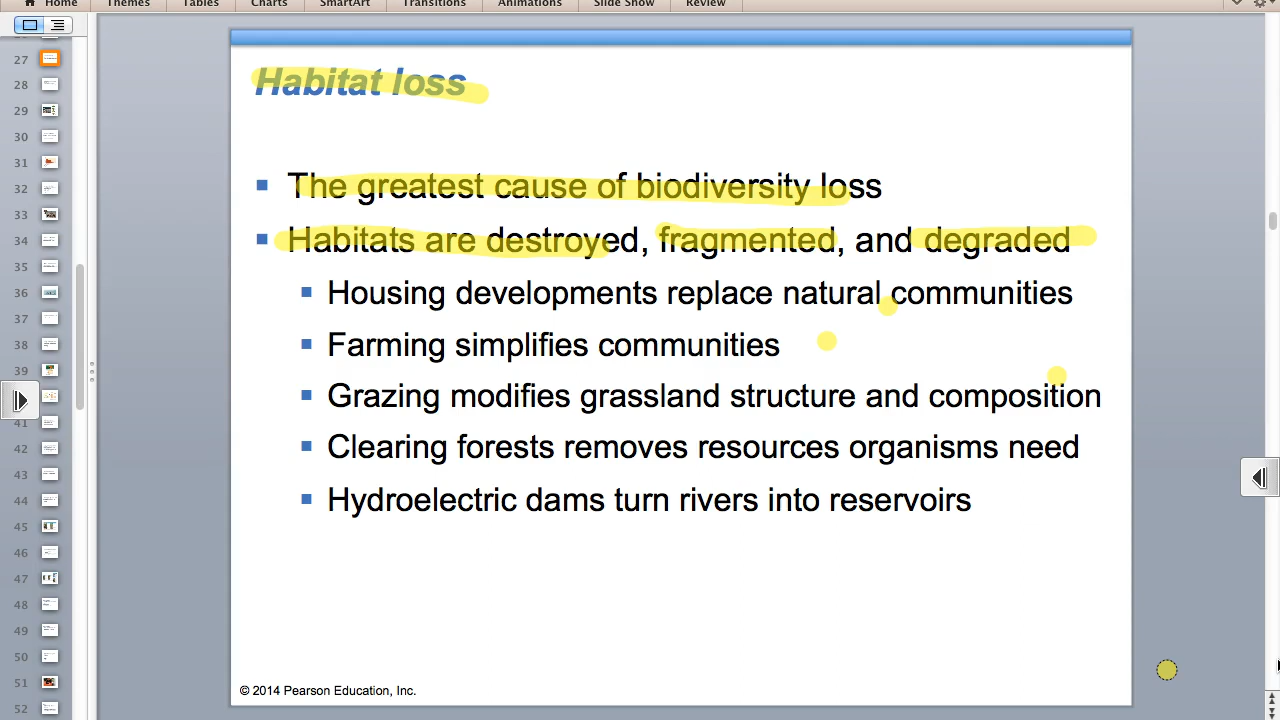 Home Themes Tables Charts SmartArt Transitions Animations Slide Show Review
27
28
29
30
31
32
33
34
35
36
37
38
39
41
42
43
44
45
46
47
48
49
50
51
52
Habitat loss
The greatest cause of biodiversity loss
Habitats are destroyed, fragmented, and degraded
Housing developments replace natural communities
Farming simplifies communities
Grazing modifies grassland structure and composition
Clearing forests removes resources organisms need
Hydroelectric dams turn rivers into reservoirs
© 2014 Pearson Education, Inc.